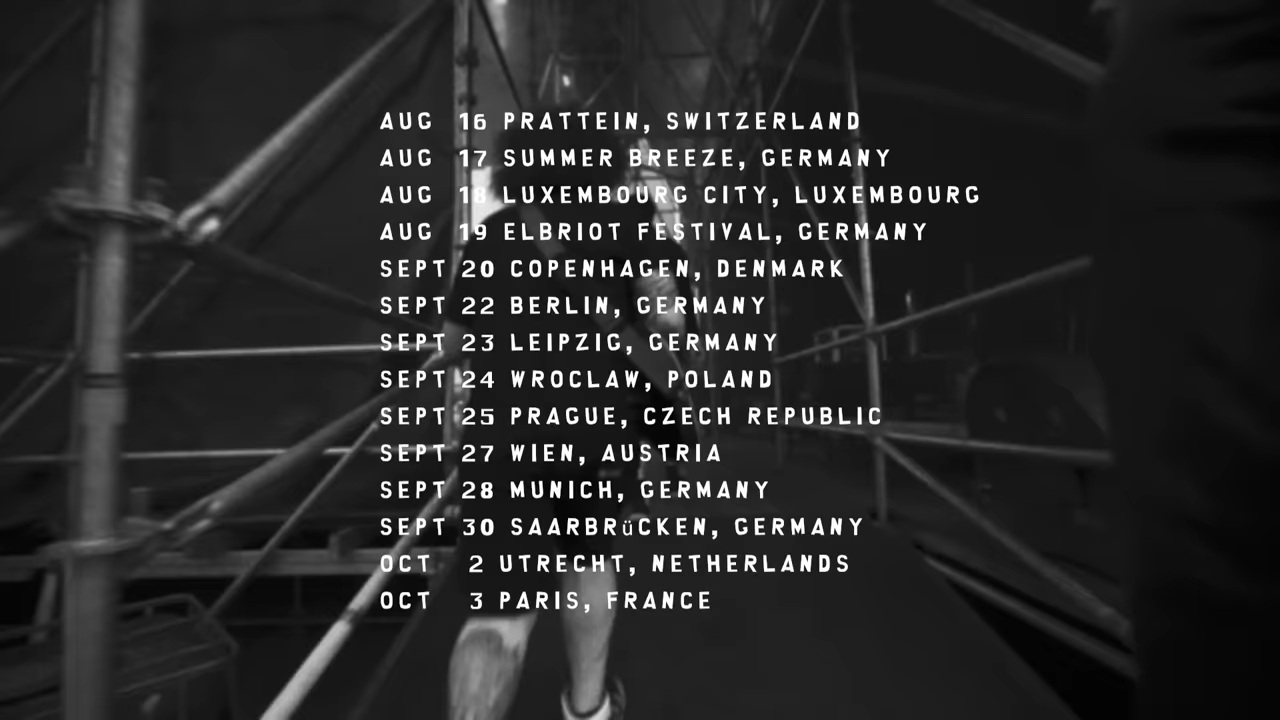 AUG 16 PRATTEIN, SWITZERLAND
AUG 17 SUMMER BREEZE, GERMANY
AUG 18 LUXEMBOURG CITY, LUXEMBOURG
AUG 19 ELBRIOT FESTIVAL, GERMANY
SEPT 20 COPENHAGEN, DENMARK
SEPT 22 BERLIN, GERMANY
SEPT 23 LEIPZIG, GERMANY
SEPT 24 WROCLAW, POLAND
SEPT 25 PRAGUE, CZECH REPUBLIC
SEPT 27 WIEN, AUSTRIA
SEPT 28 MUNICH, GERMANY
SEPT 30 SAARBRüCKEN, GERMANY
OCT 2 UTRECHT, NETHERLANDS
OCT 3 PARIS, FRANCE